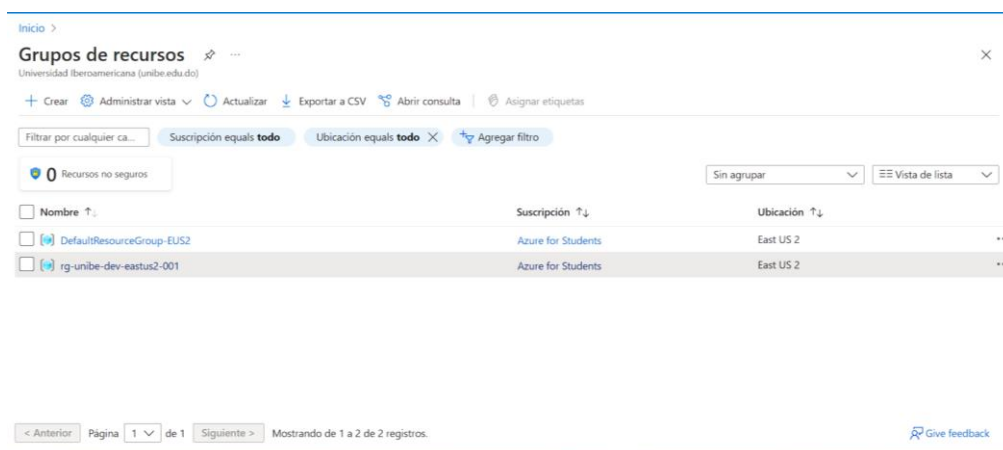 Inicio >
Grupos de recursos ...
Universidad Iberoamericana (unibe.edu.do)
+ Crear Administrar vista Actualizar Exportar a CSV Abrir consulta Asignar etiquetas
Filtrar por cualquier ca... Suscripción equals todo Ubicación equals todo Agregar filtro
0 Recursos no seguros
Sin agrupar Vista de lista
Nombre ↑↓ Suscripción ↑↓ Ubicación ↑↓
DefaultResourceGroup-EUS2 Azure for Students East US 2
rg-unibe-dev-eastus2-001 Azure for Students East US 2
< Anterior Página 1 de 1 Siguiente > Mostrando de 1 a 2 de 2 registros. Give feedback